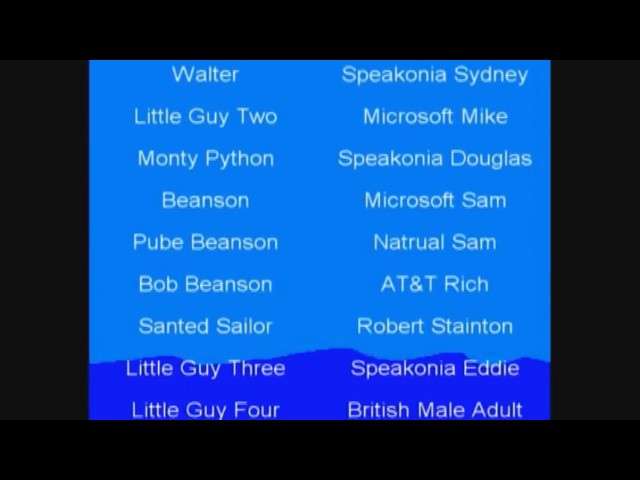 Walter Speakonia Sydney
Little Guy Two Microsoft Mike
Monty Python Speakonia Douglas
Beanson Microsoft Sam
Pube Beanson Natrual Sam
Bob Beanson AT&T Rich
Santed Sailor Robert Stainton
Little Guy Three Speakonia Eddie
Little Guy Four British Male Adult